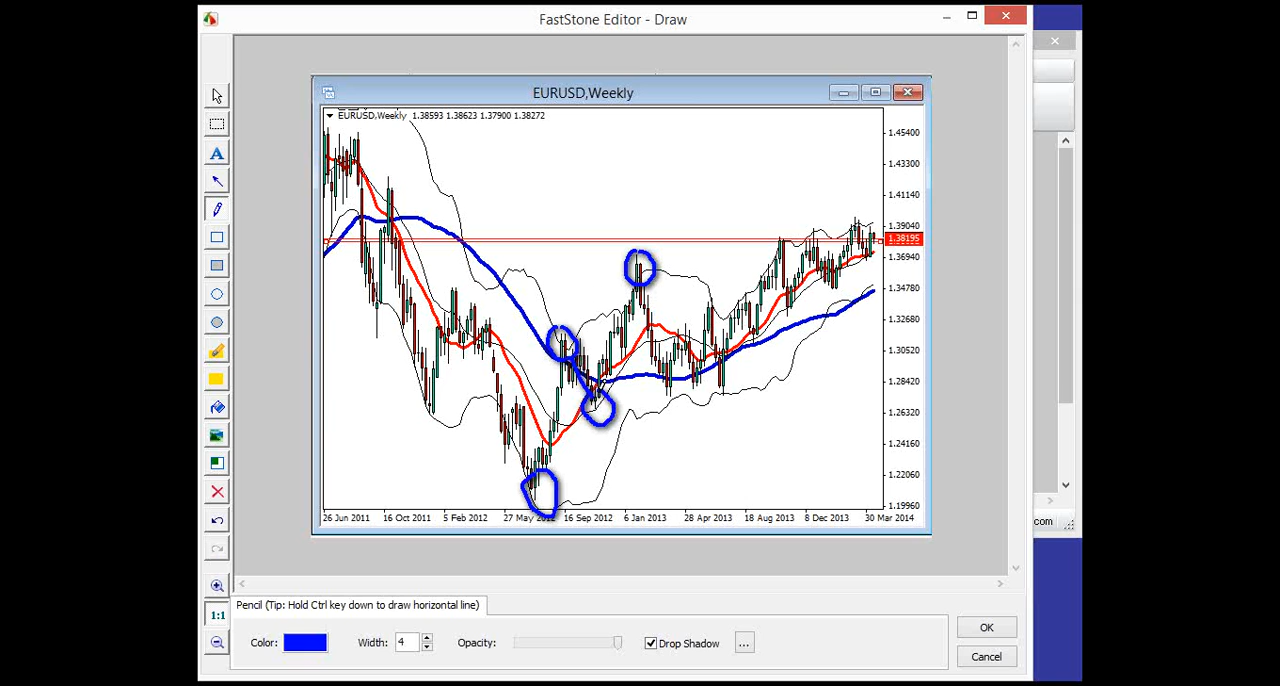 FastStone Editor - Draw
EURUSD,Weekly
EURUSD,Weekly 1.38593 1.38623 1.37900 1.38272
1.45400
1.43300
1.41140
1.39040
1.38195
1.36940
1.34780
1.32680
1.30520
1.28420
1.26320
1.24160
1.22060
1.19960
26 Jun 2011 16 Oct 2011 5 Feb 2012 27 May 2012 16 Sep 2012 6 Jan 2013 28 Apr 2013 18 Aug 2013 8 Dec 2013 30 Mar 2014
com
A
1:1
Pencil (Tip: Hold Ctrl key down to draw horizontal line)
Color: Width: 4 Opacity: Drop Shadow ...
OK
Cancel